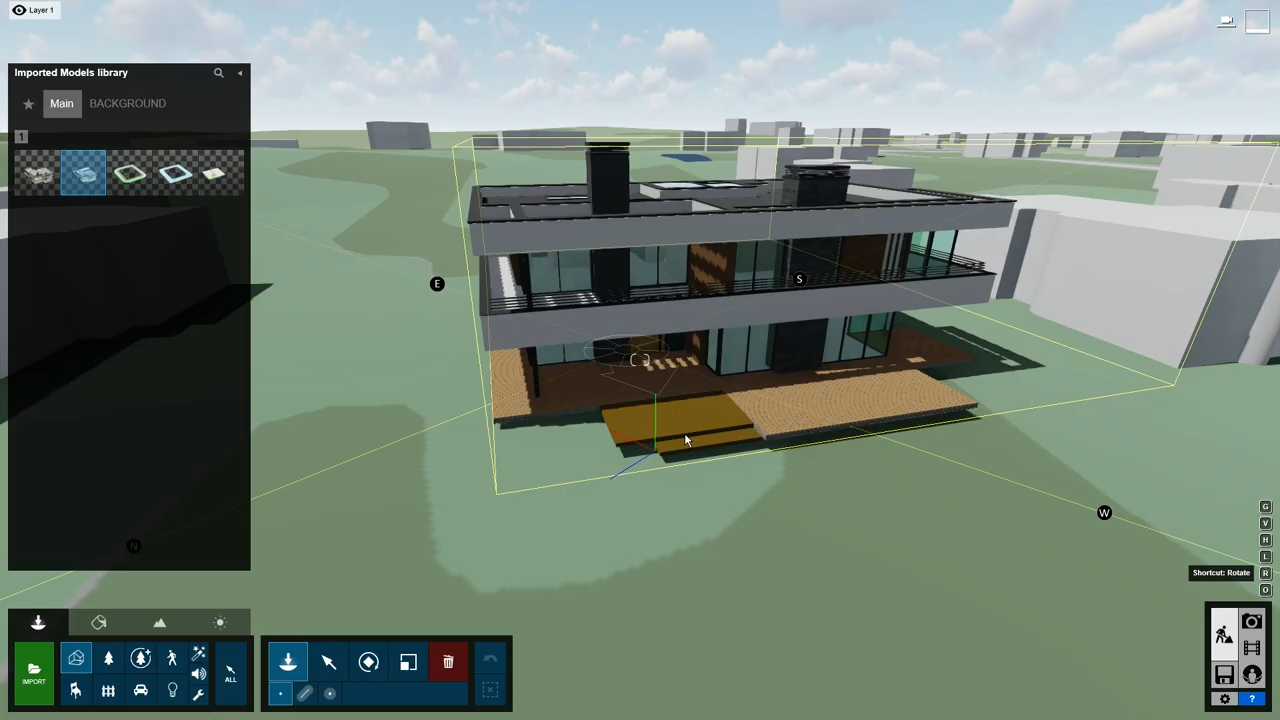 Layer 1
Imported Models library
Main BACKGROUND
1
E
S
W
N
G
V
H
L
Shortcut: Rotate R
O
IMPORT
ALL
?